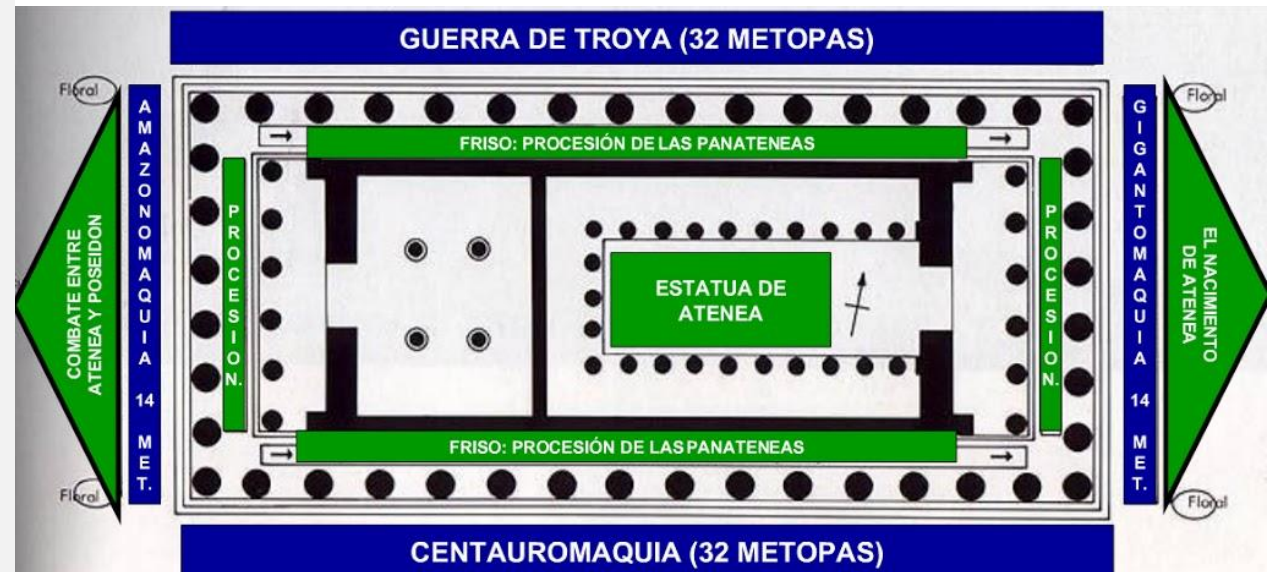 GUERRA DE TROYA (32 METOPAS)
Floral
Floral
AMAZONOMAQUIA 14 MET.
GIGANTOMAQUIA 14 MET.
FRISO: PROCESIÓN DE LAS PANATENEAS
PROCESION.
PROCESION.
COMBATE ENTRE
ATENEA Y POSEIDON
ESTATUA DE
ATENEA
EL NACIMIENTO
DE ATENEA
FRISO: PROCESIÓN DE LAS PANATENEAS
Floral
Floral
CENTAUROMAQUIA (32 METOPAS)